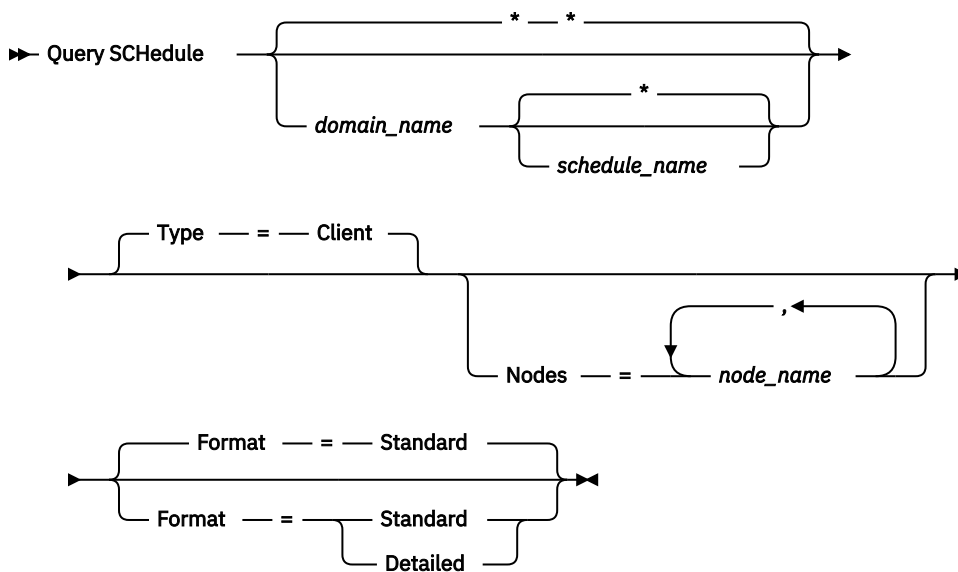 * *
Query SCHedule
*
domain_name
schedule_name
Type = Client
,
Nodes = node_name
Format = Standard
Format = Standard
Detailed